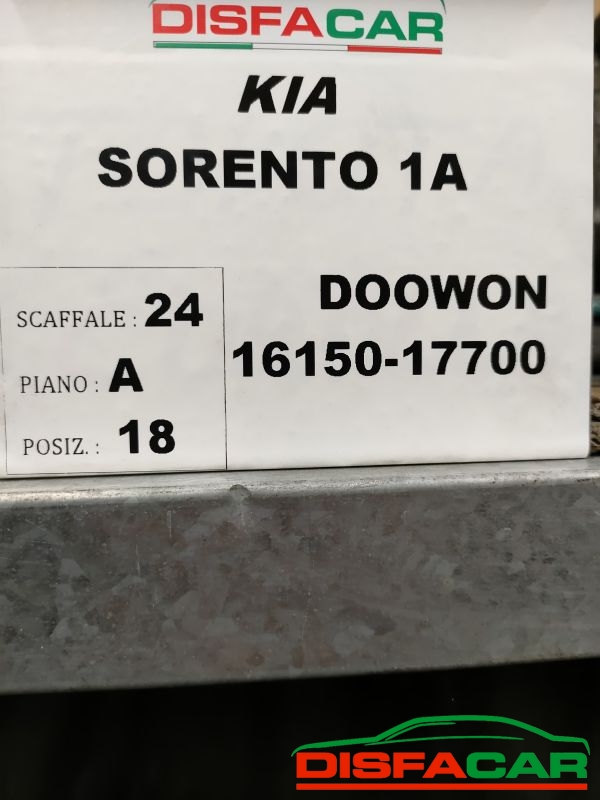 DISFACAR
KIA
SORENTO 1A
SCAFFALE : 24
PIANO : A
POSIZ. : 18
DOOWON
16150-17700
DISFACAR